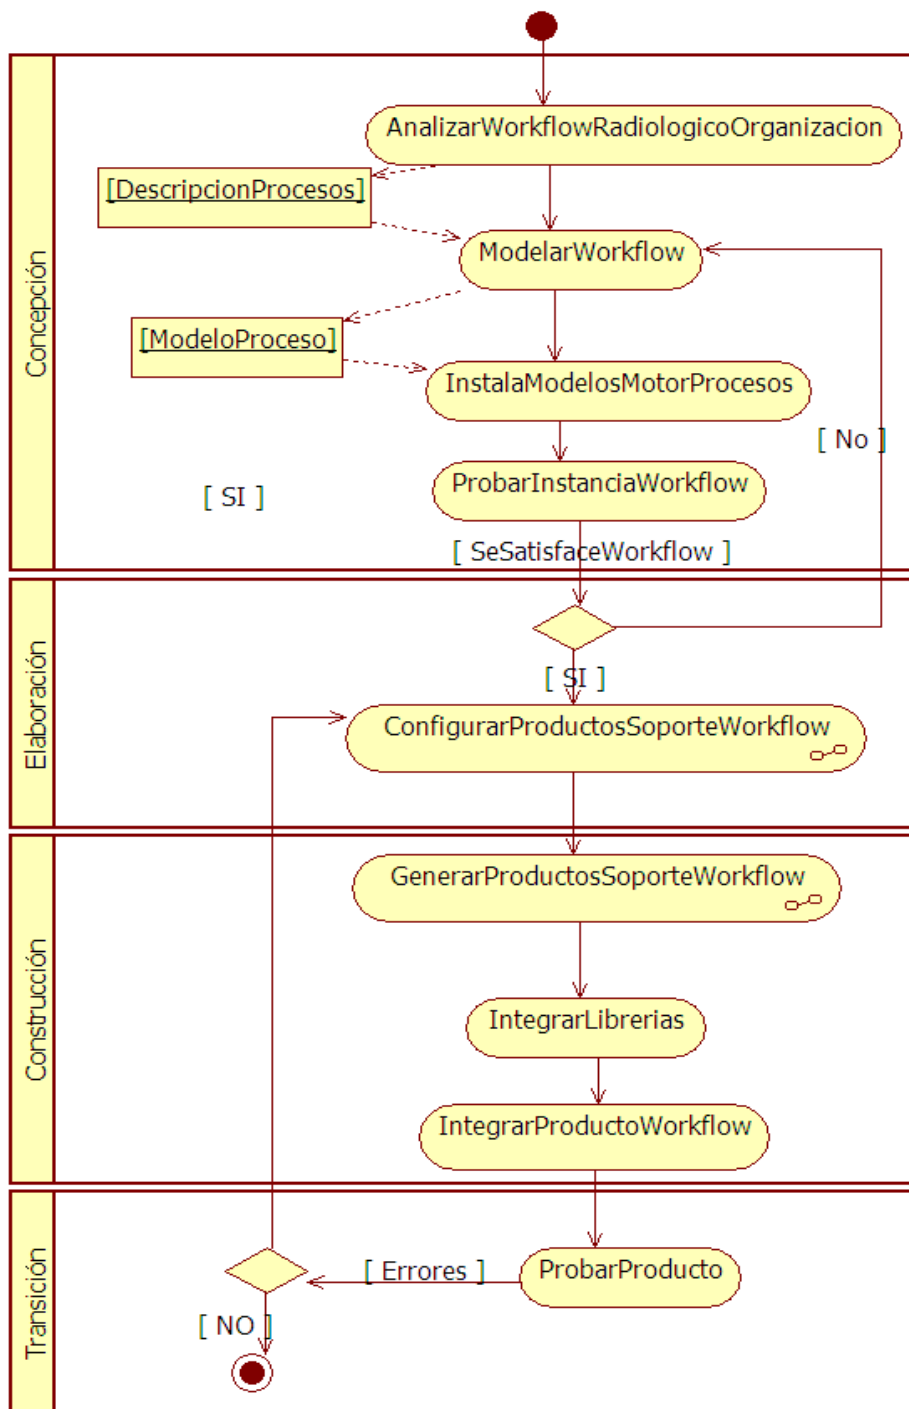 Concepción
AnalizarWorkflowRadiologicoOrganizacion
[DescripcionProcesos]
ModelarWorkflow
[ModeloProceso]
InstalaModelosMotorProcesos
[ No ]
ProbarInstanciaWorkflow
[ SI ]
[ SeSatisfaceWorkflow ]
Elaboración
[ SI ]
ConfigurarProductosSoporteWorkflow
Construcción
GenerarProductosSoporteWorkflow
IntegrarLibrerias
IntegrarProductoWorkflow
Transición
[ Errores ]
ProbarProducto
[ NO ]